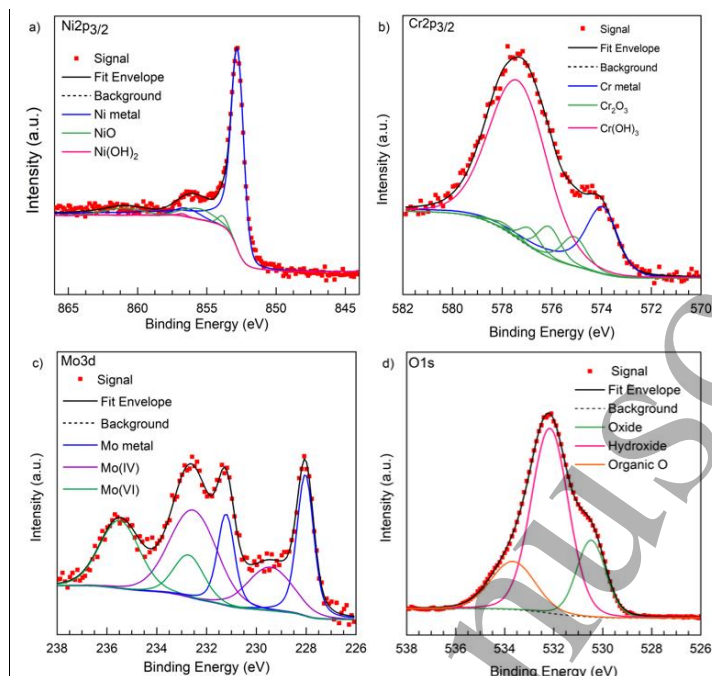 a) Ni2p3/2
Signal
Fit Envelope
Background
Ni metal
NiO
Ni(OH)2
Intensity (a.u.)
865 860 855 850 845
Binding Energy (eV)
b) Cr2p3/2
Signal
Fit Envelope
Background
Cr metal
Cr2O3
Cr(OH)3
Intensity (a.u.)
582 580 578 576 574 572 570
Binding Energy (eV)
c) Mo3d
Signal
Fit Envelope
Background
Mo metal
Mo(IV)
Mo(VI)
Intensity (a.u.)
238 236 234 232 230 228 226
Binding Energy (eV)
d) O1s
Signal
Fit Envelope
Background
Oxide
Hydroxide
Organic O
Intensity (a.u.)
538 536 534 532 530 528 526
Binding Energy (eV)
nusc